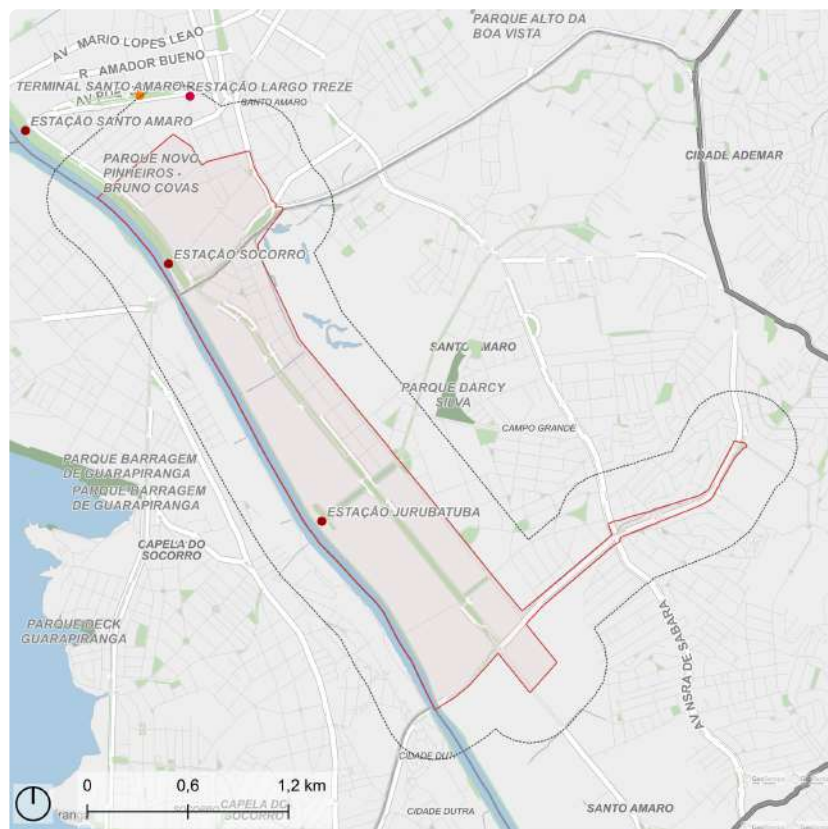 PARQUE ALTO DA
BOA VISTA
AV MARIO LOPES LEAO
R AMADOR BUENO
TERMINAL SANTO AMARO
ESTAÇÃO LARGO TREZE
SANTO AMARO
ESTAÇÃO SANTO AMARO
CIDADE ADEMAR
PARQUE NOVO
PINHEIROS -
BRUNO COVAS
ESTAÇÃO SOCORRO
SANTO AMARO
PARQUE DARCY
SILVA
CAMPO GRANDE
PARQUE BARRAGEM
DE GUARAPIRANGA
PARQUE BARRAGEM
DE GUARAPIRANGA
ESTAÇÃO JURUBATUBA
CAPELA DO
SOCORRO
PARQUE DECK
GUARAPIRANGA
AV NSRA DE SABARA
CIDADE DUT
0 0,6 1,2 km
SOCORRO
CAPELA DO
SOCORRO
CIDADE DUTRA
SANTO AMARO